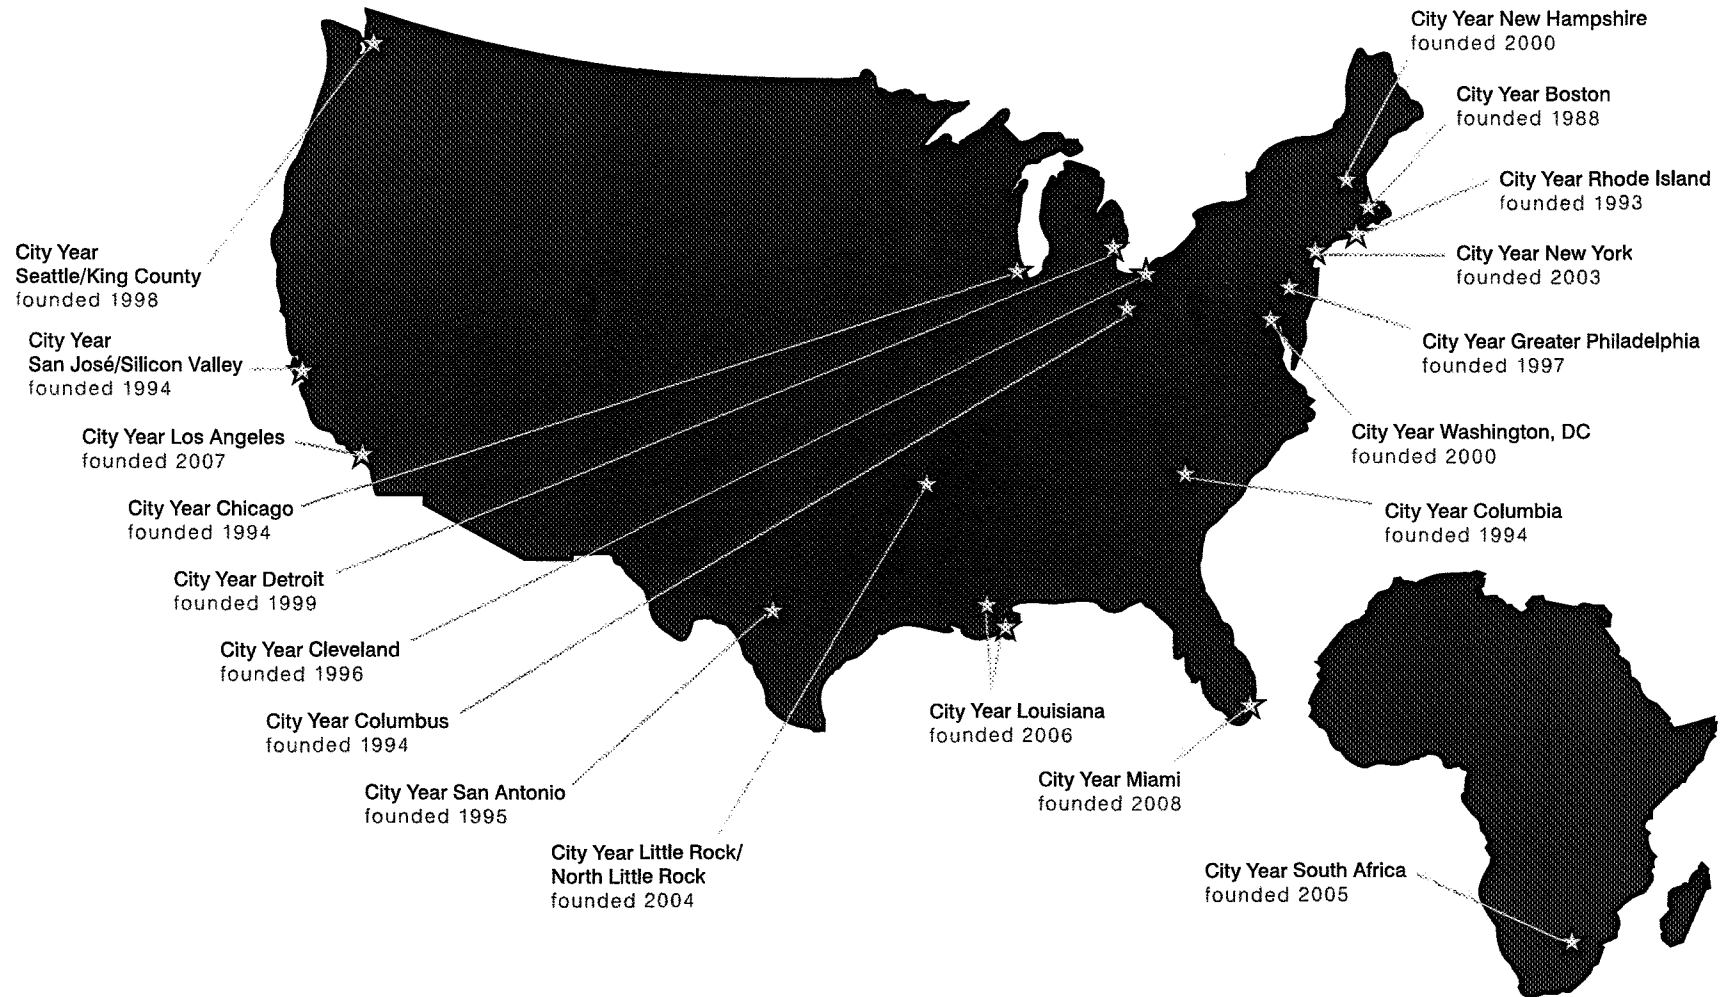 City Year New Hampshire
founded 2000
City Year Boston
founded 1988
City Year Rhode Island
founded 1993
City Year New York
founded 2003
City Year Greater Philadelphia
founded 1997
City Year Washington, DC
founded 2000
City Year Columbia
founded 1994
City Year
Seattle/King County
founded 1998
City Year
San José/Silicon Valley
founded 1994
City Year Los Angeles
founded 2007
City Year Chicago
founded 1994
City Year Detroit
founded 1999
City Year Cleveland
founded 1996
City Year Columbus
founded 1994
City Year San Antonio
founded 1995
City Year Little Rock/
North Little Rock
founded 2004
City Year Louisiana
founded 2006
City Year Miami
founded 2008
City Year South Africa
founded 2005